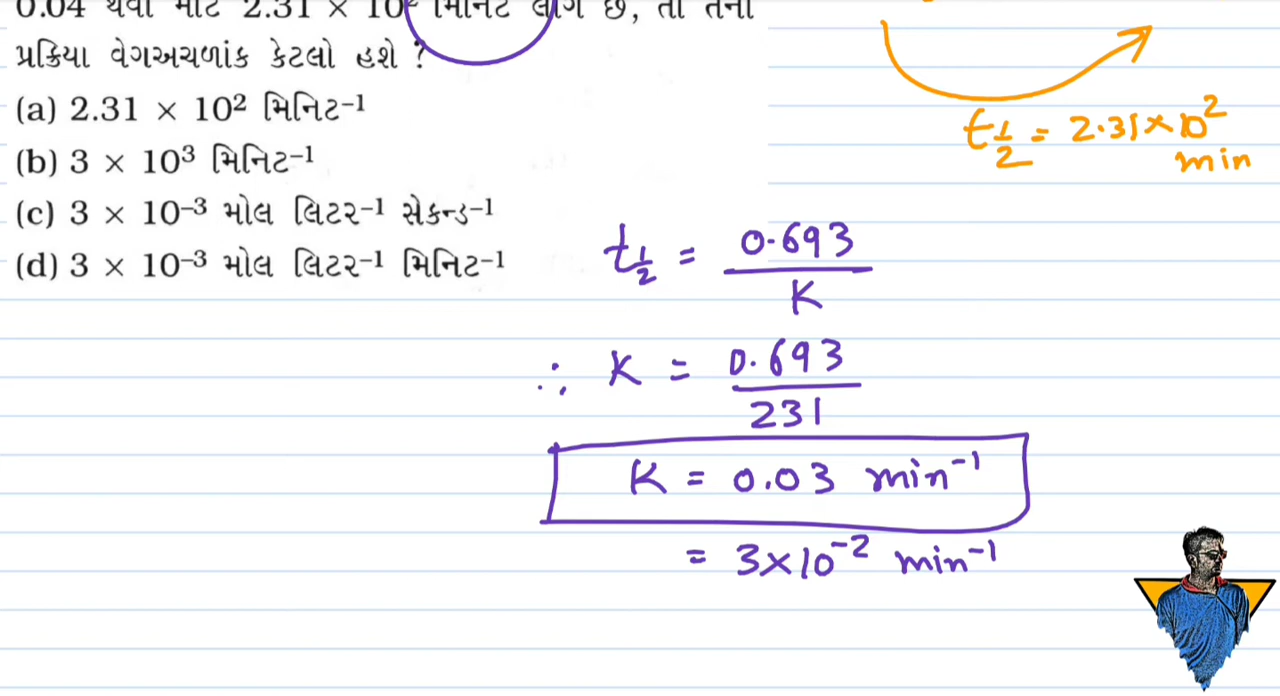 0.04 થવા માટે 2.31 × 10² મિનિટ લાગે છે, તો તેનો
પ્રક્રિયા વેગઅચળાંક કેટલો હશે ?
(a) 2.31 × 10² મિનિટ⁻¹
(b) 3 × 10³ મિનિટ⁻¹
(c) 3 × 10⁻³ મોલ લિટર⁻¹ સેકન્ડ⁻¹
(d) 3 × 10⁻³ મોલ લિટર⁻¹ મિનિટ⁻¹
t½ = 2.31×10²
min
t½ = 0.693
K
∴ K = 0.693
231
K = 0.03 min⁻¹
= 3×10⁻² min⁻¹